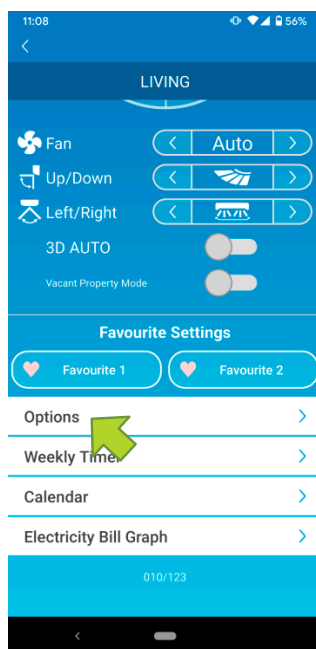 11:08 56%
LIVING
Fan Auto
Up/Down
Left/Right
3D AUTO
Vacant Property Mode
Favourite Settings
Favourite 1 Favourite 2
Options
Weekly Timer
Calendar
Electricity Bill Graph
010/123